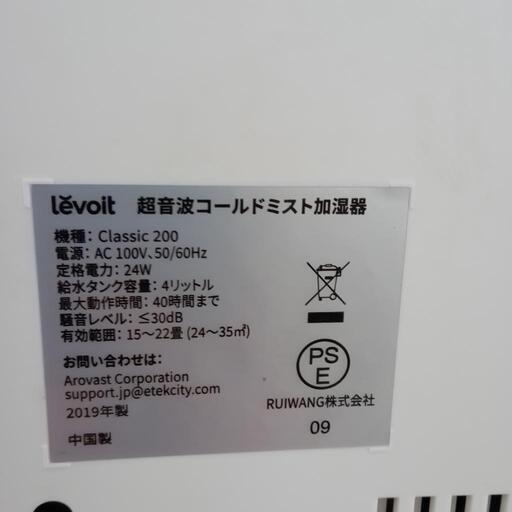 levoit 超音波コールドミスト加湿器
機種: Classic 200
電源: AC 100V、50/60Hz
定格電力: 24W
給水タンク容量: 4リットル
最大動作時間: 40時間まで
騒音レベル: ≤30dB
有効範囲: 15～22畳 (24～35㎡)
お問い合わせは:
Arovast Corporation
support.jp@etekcity.com
2019年製
中国製
PS
E
RUIWANG株式会社
09